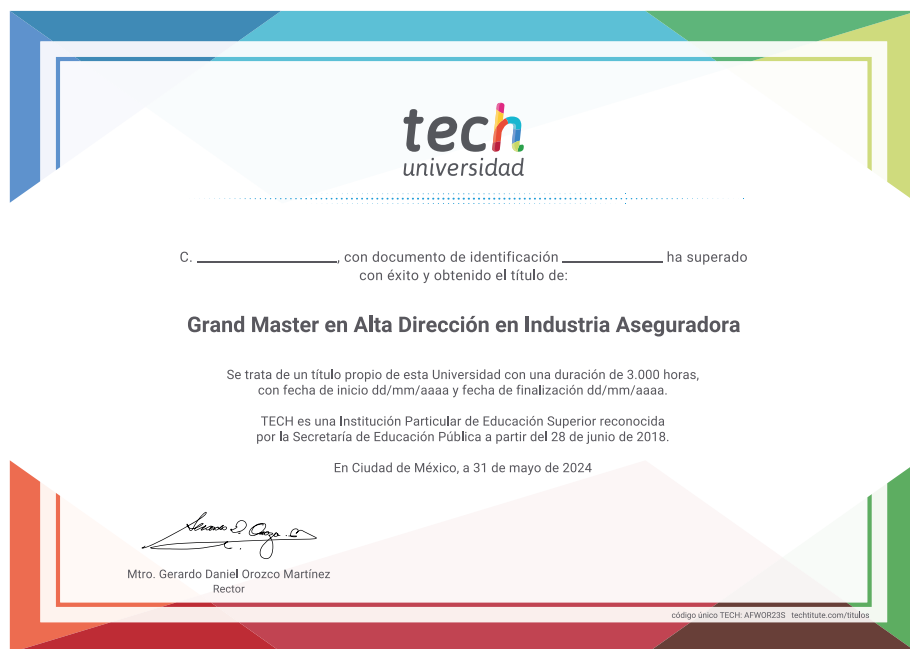 tech
universidad
C. __________________, con documento de identificación _____________ ha superado
con éxito y obtenido el título de:
Grand Master en Alta Dirección en Industria Aseguradora
Se trata de un título propio de esta Universidad con una duración de 3.000 horas,
con fecha de inicio dd/mm/aaaa y fecha de finalización dd/mm/aaaa.
TECH es una Institución Particular de Educación Superior reconocida
por la Secretaría de Educación Pública a partir del 28 de junio de 2018.
En Ciudad de México, a 31 de mayo de 2024
Mtro. Gerardo Daniel Orozco Martínez
Rector
código único TECH: AFWOR23S techtitute.com/titulos